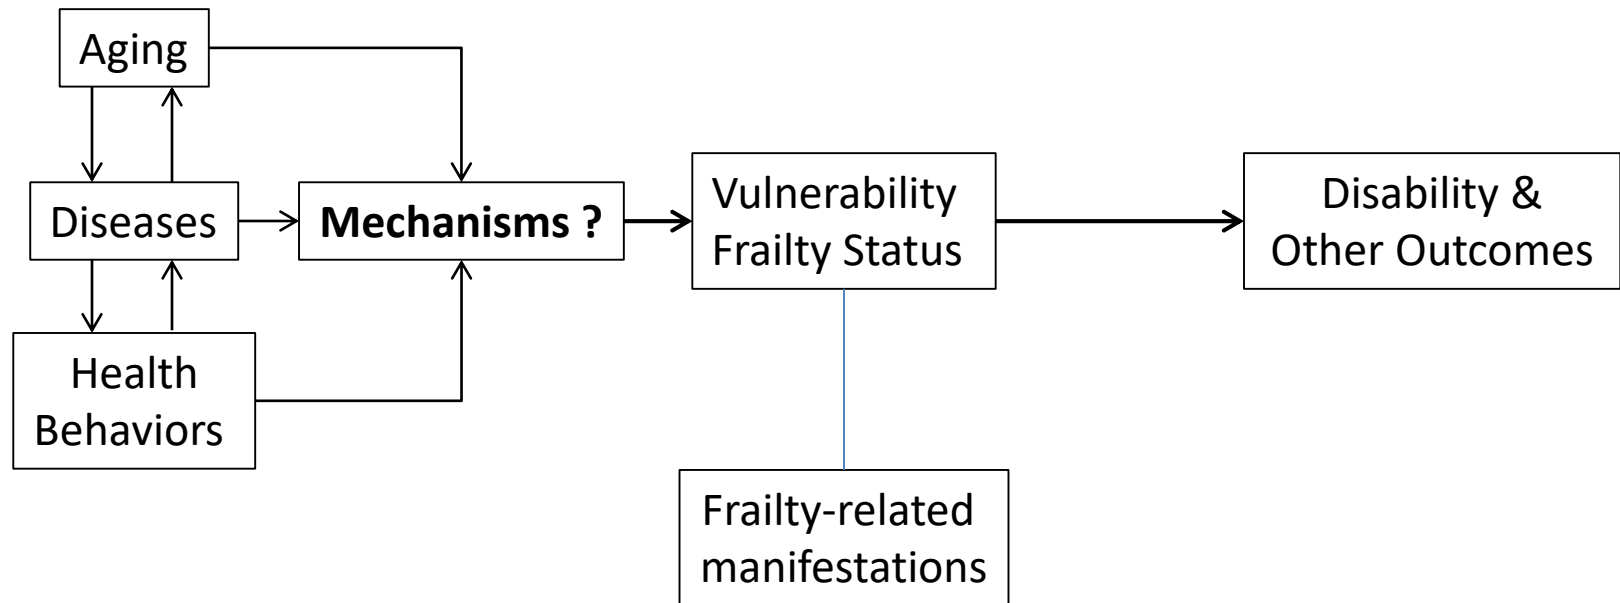 Aging
Diseases
Mechanisms ?
Vulnerability
Frailty Status
Disability &
Other Outcomes
Health
Behaviors
Frailty-related
manifestations